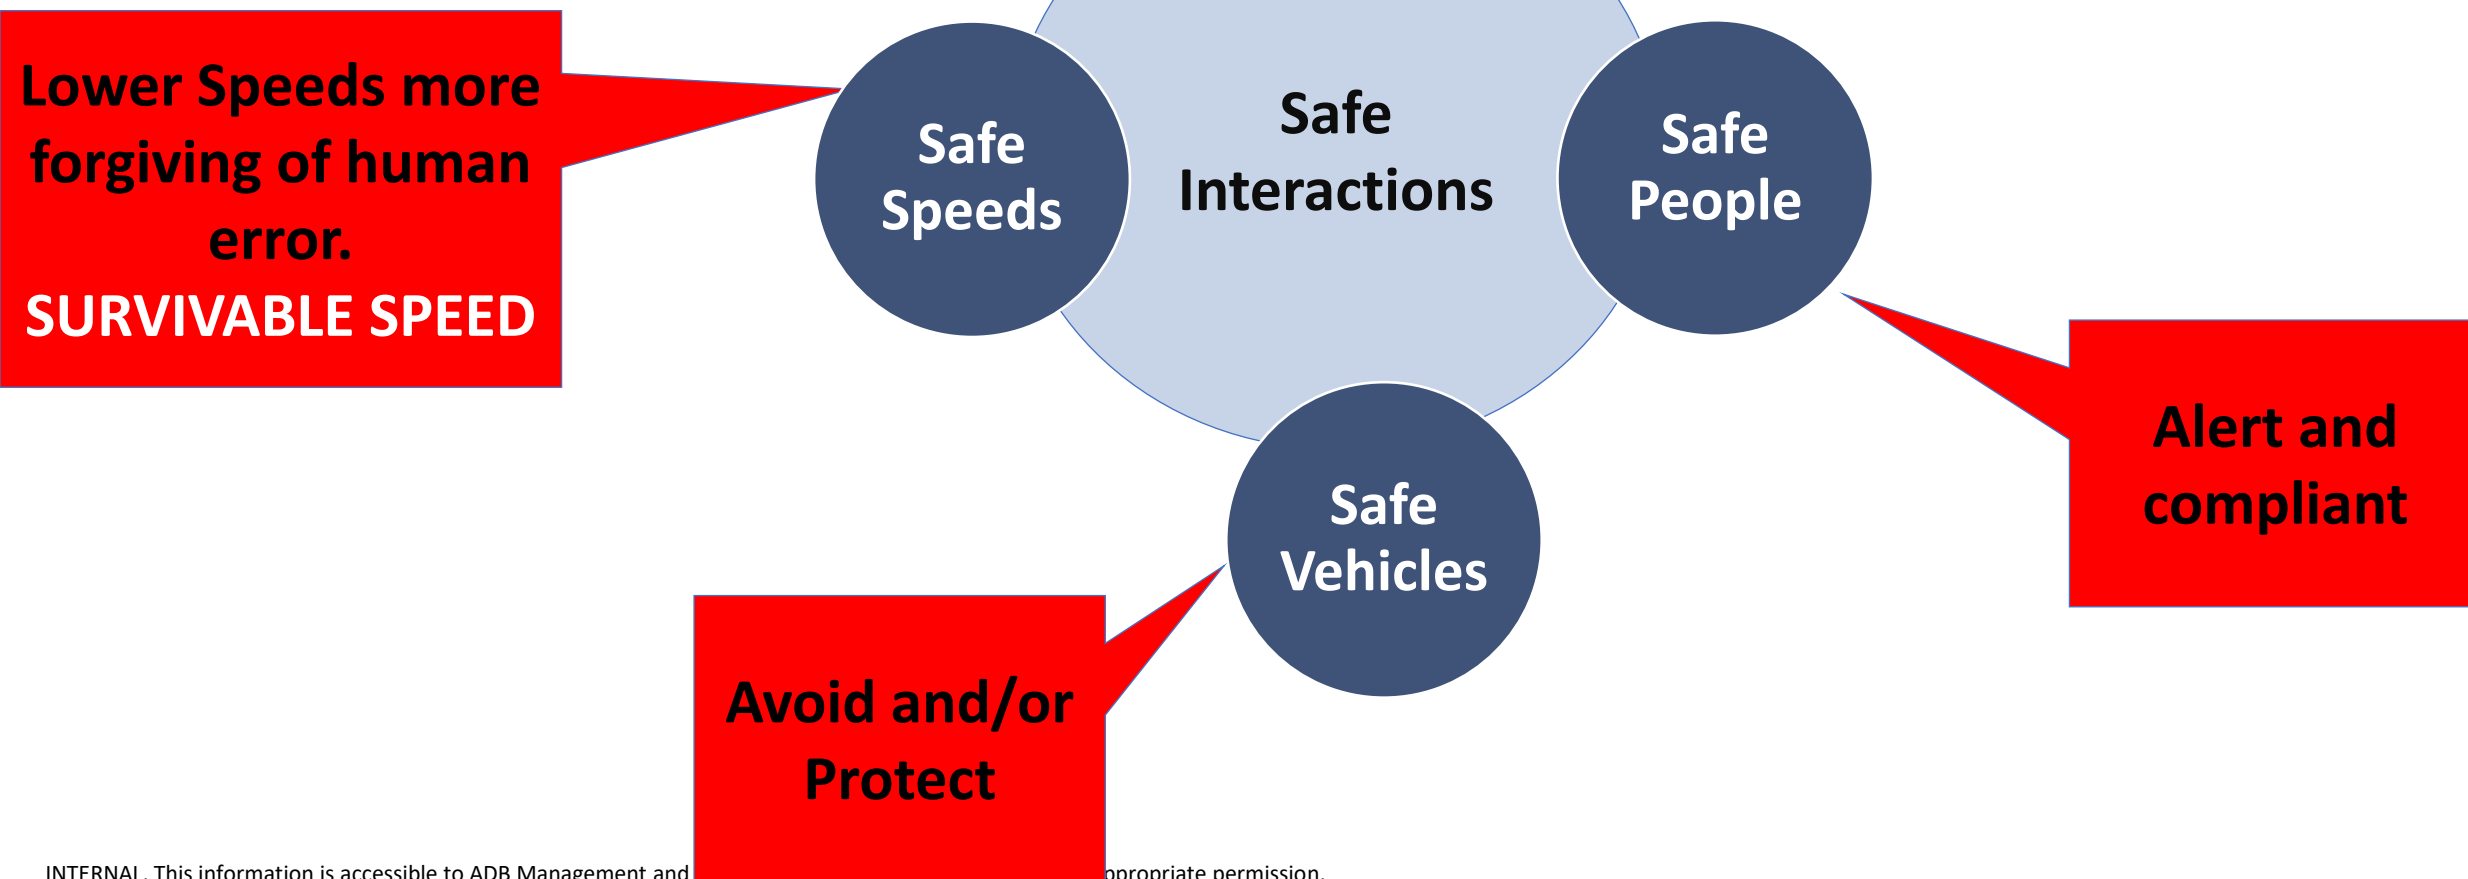 Lower Speeds more
forgiving of human
error.
SURVIVABLE SPEED
Safe
Speeds
Safe
Interactions
Safe
People
Alert and
compliant
Safe
Vehicles
Avoid and/or
Protect
INTERNAL. This information is accessible to ADB Management and
permission.